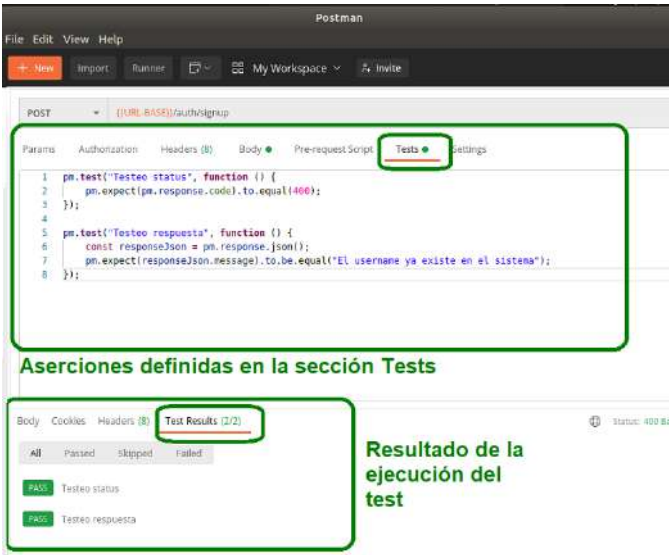 Postman
File Edit View Help
+ New Import Runner My Workspace Invite
POST {{URL-BASE}}/auth/signup
Params Authorization Headers (8) Body Pre-request Script Tests Settings
1 pm.test("Testeo status", function () {
2 pm.expect(pm.response.code).to.equal(400);
3 });
4
5 pm.test("Testeo respuesta", function () {
6 const responseJson = pm.response.json();
7 pm.expect(responseJson.message).to.be.equal("El username ya existe en el sistema");
8 });
Aserciones definidas en la sección Tests
Body Cookies Headers (8) Test Results (2/2) Status: 400 Ba
All Passed Skipped Failed
PASS Testeo status
PASS Testeo respuesta
Resultado de la
ejecución del
test